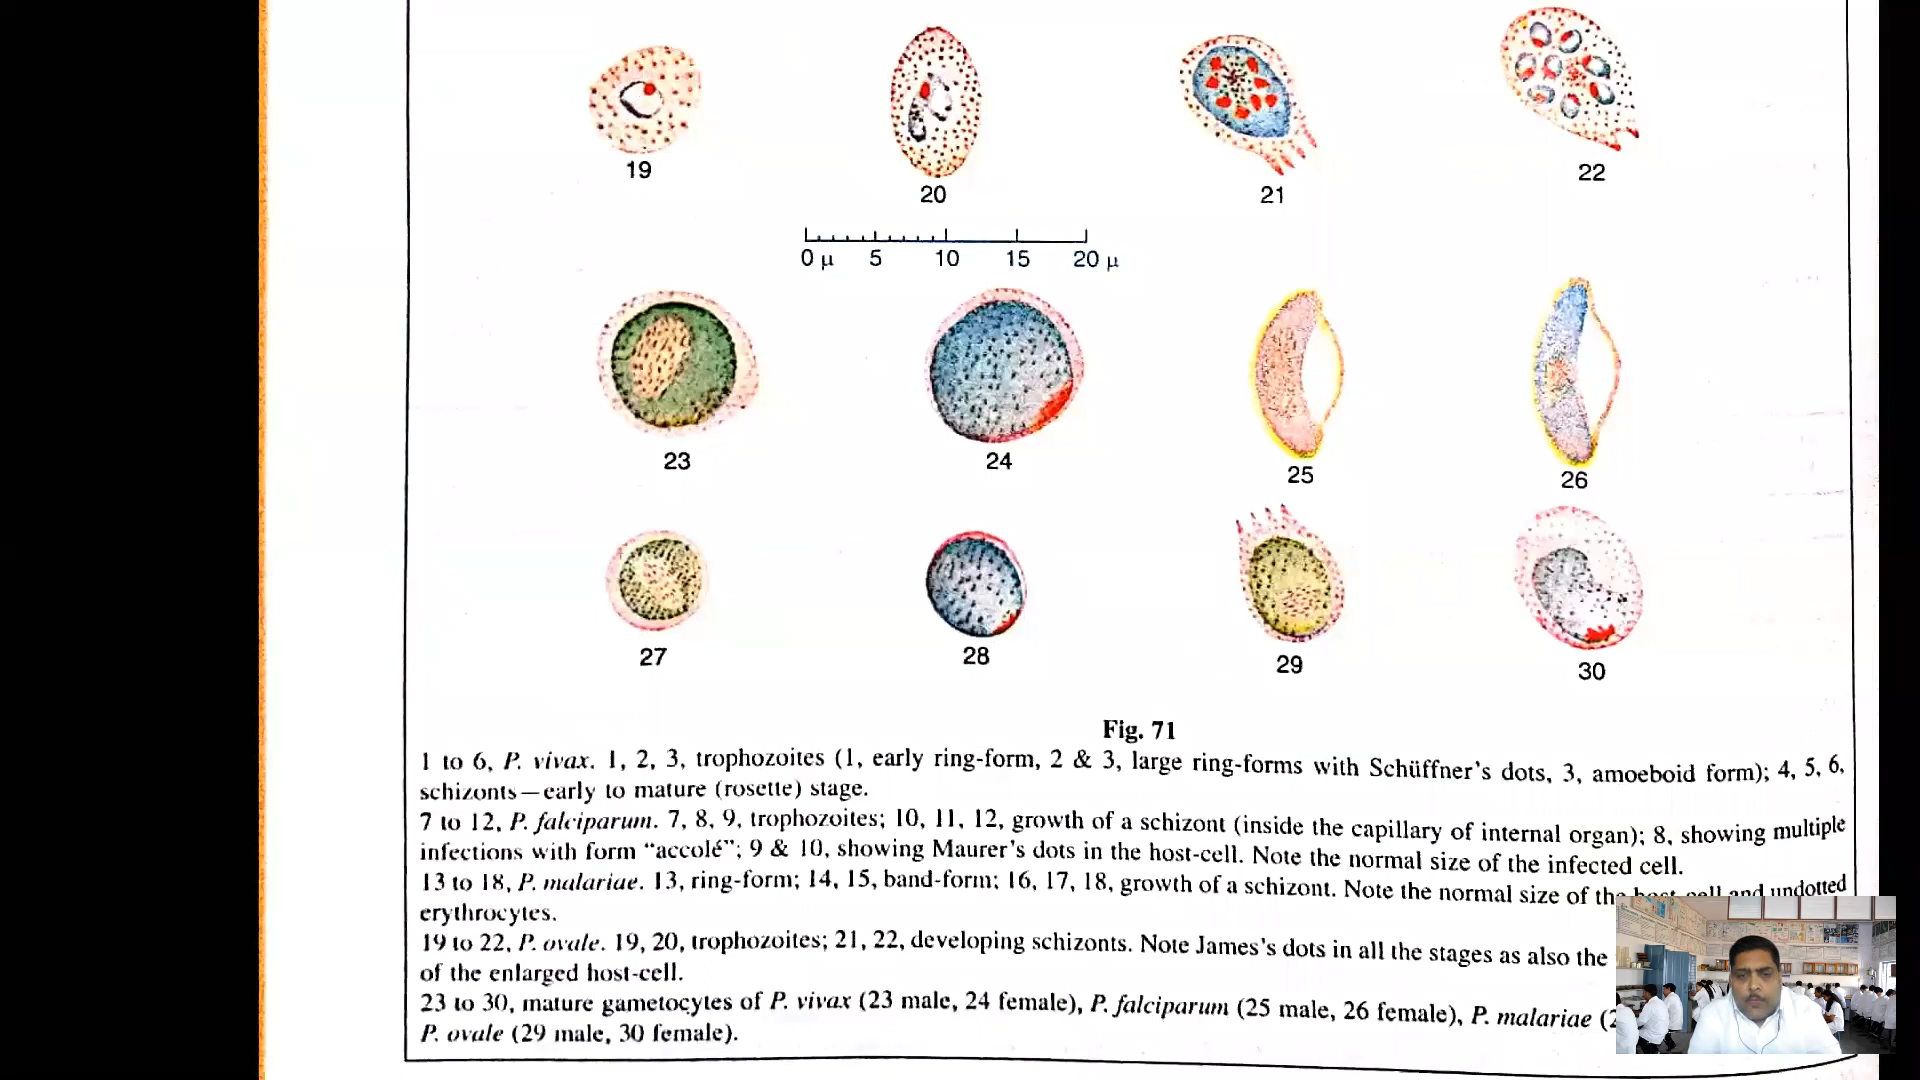 19
20
21
22
0 μ 5 10 15 20 μ
23
24
25
26
27
28
29
30
Fig. 71
1 to 6, P. vivax. 1, 2, 3, trophozoites (1, early ring-form, 2 & 3, large ring-forms with Schüffner's dots, 3, amoeboid form); 4, 5, 6,
schizonts—early to mature (rosette) stage.
7 to 12, P. falciparum. 7, 8, 9, trophozoites; 10, 11, 12, growth of a schizont (inside the capillary of internal organ); 8, showing multiple
infections with form “accolé”; 9 & 10, showing Maurer's dots in the host-cell. Note the normal size of the infected cell.
13 to 18, P. malariae. 13, ring-form; 14, 15, band-form; 16, 17, 18, growth of a schizont. Note the normal size of the host-cell and undotted
erythrocytes.
19 to 22, P. ovale. 19, 20, trophozoites; 21, 22, developing schizonts. Note James's dots in all the stages as also the
of the enlarged host-cell.
23 to 30, mature gametocytes of P. vivax (23 male, 24 female), P. falciparum (25 male, 26 female), P. malariae (
P. ovale (29 male, 30 female).